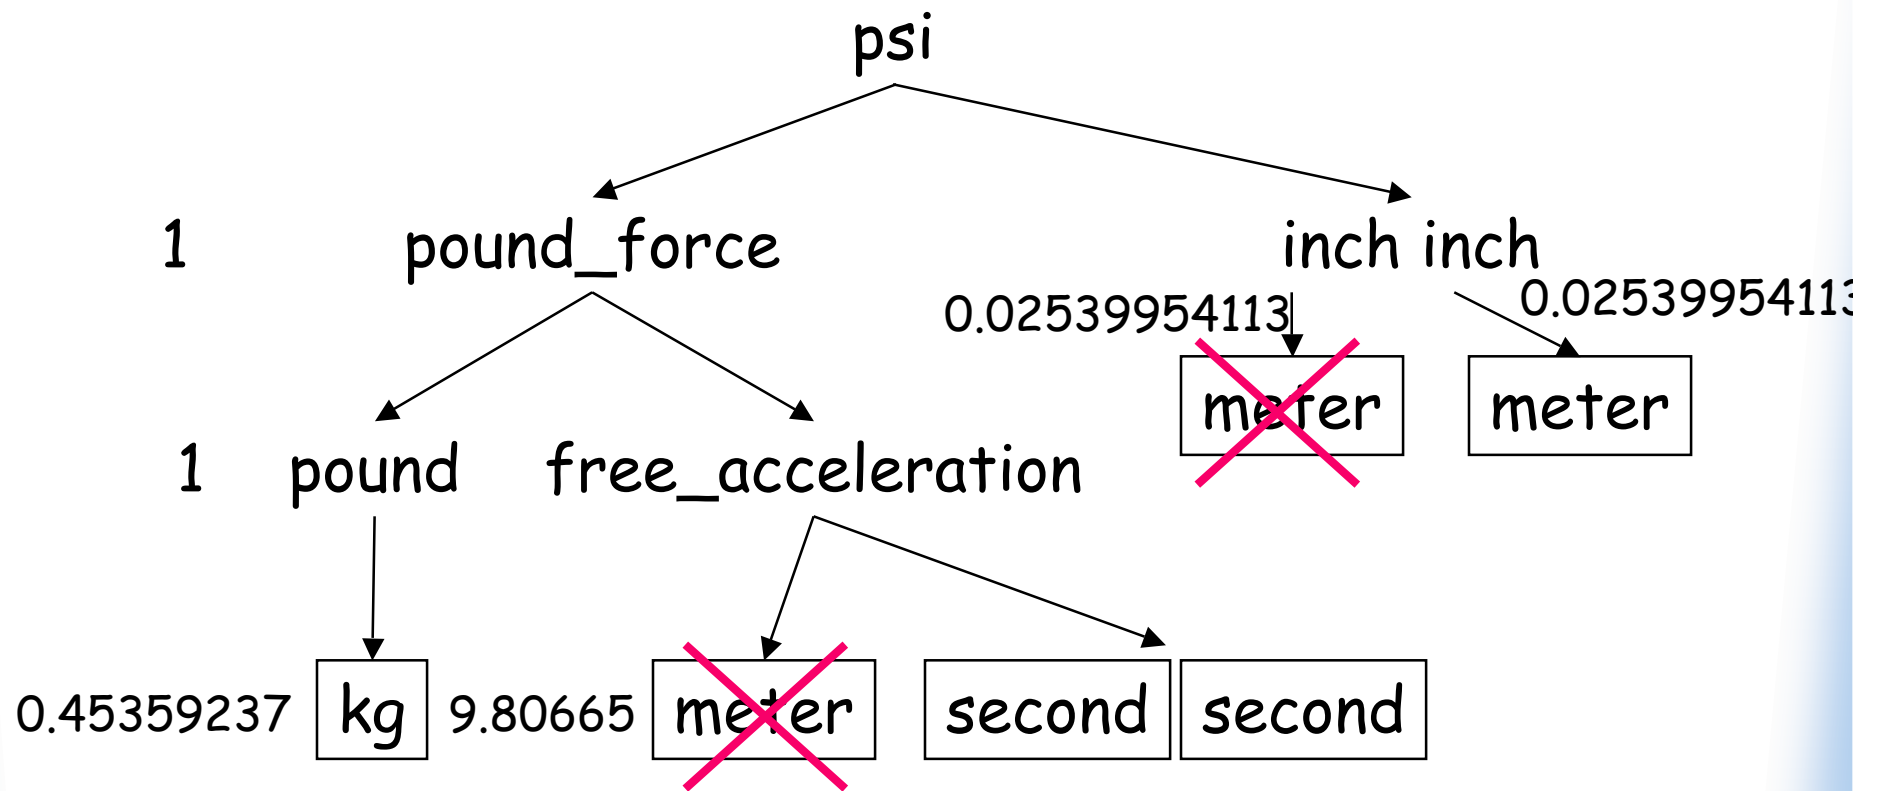 psi
1 pound_force inch inch
0.02539954113 0.02539954113
meter meter
1 pound free_acceleration
0.45359237 kg 9.80665 meter second second